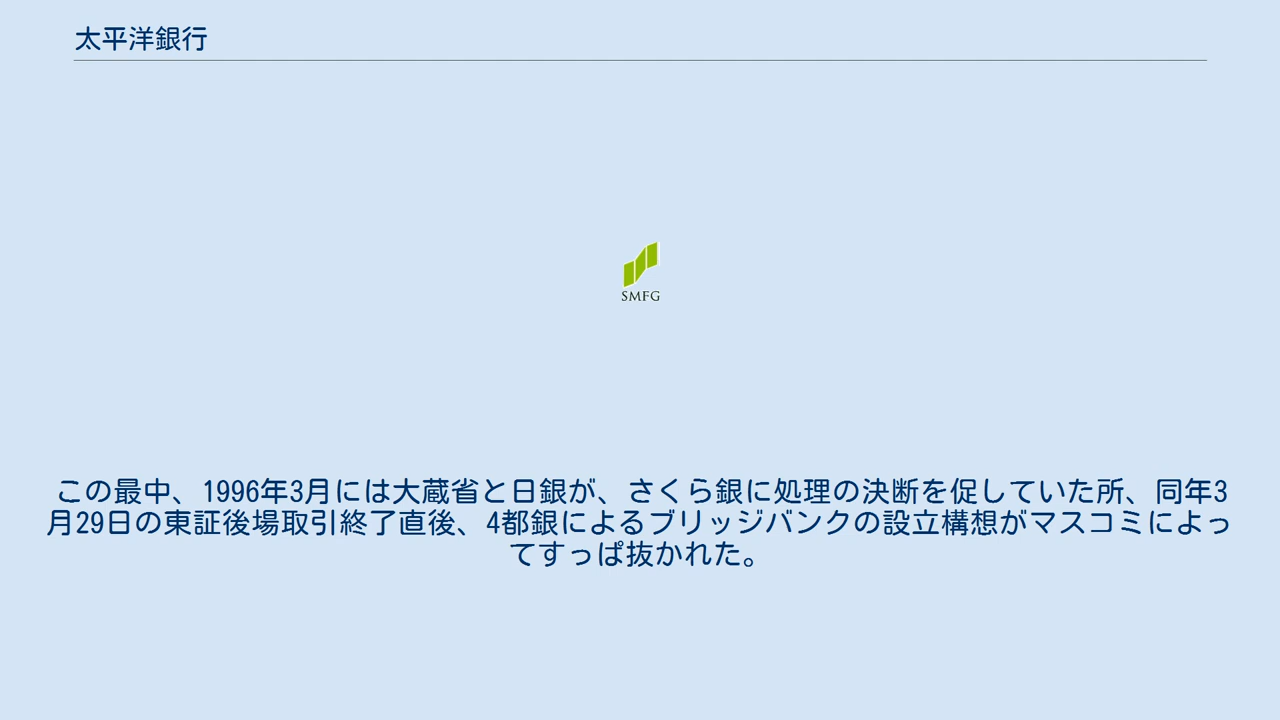 太平洋銀行
SMFG
この最中、1996年3月には大蔵省と日銀が、さくら銀に処理の決断を促していた所、同年3
月29日の東証後場取引終了直後、4都銀によるブリッジバンクの設立構想がマスコミによっ
てすっぱ抜かれた。